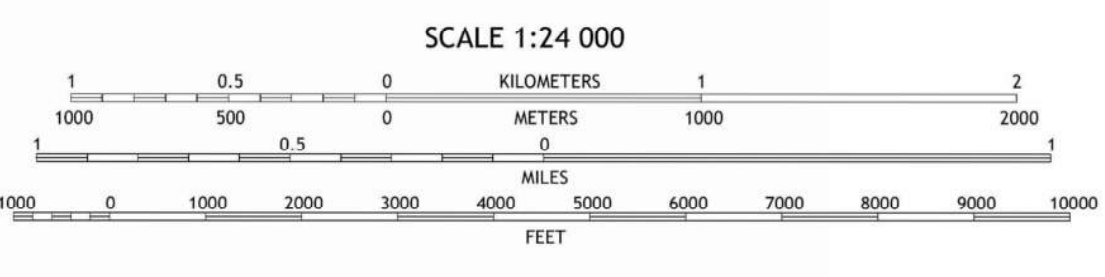 SCALE 1:24 000
1 0.5 0 KILOMETERS 1 2
1000 500 0 METERS 1000 2000
1 0.5 0 1
MILES
1000 0 1000 2000 3000 4000 5000 6000 7000 8000 9000 10000
FEET